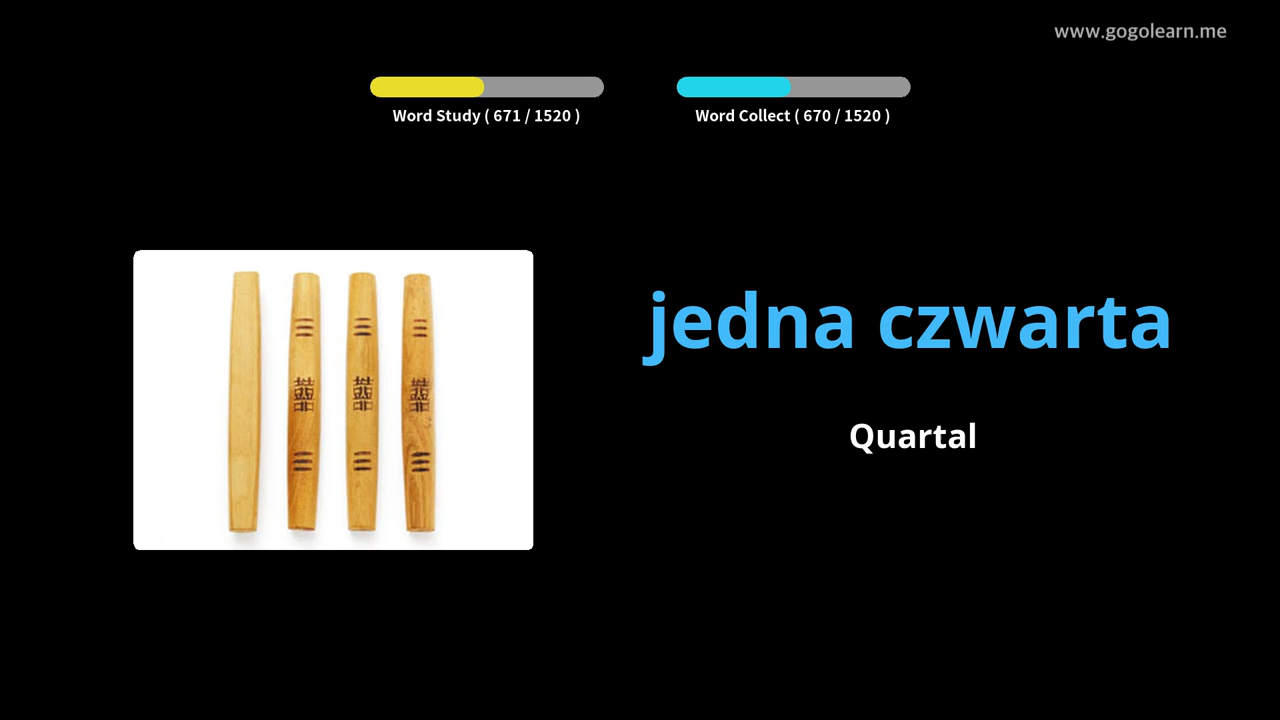 www.gogolearn.me
Word Study ( 671 / 1520 )
Word Collect ( 670 / 1520 )
jedna czwarta
Quartal